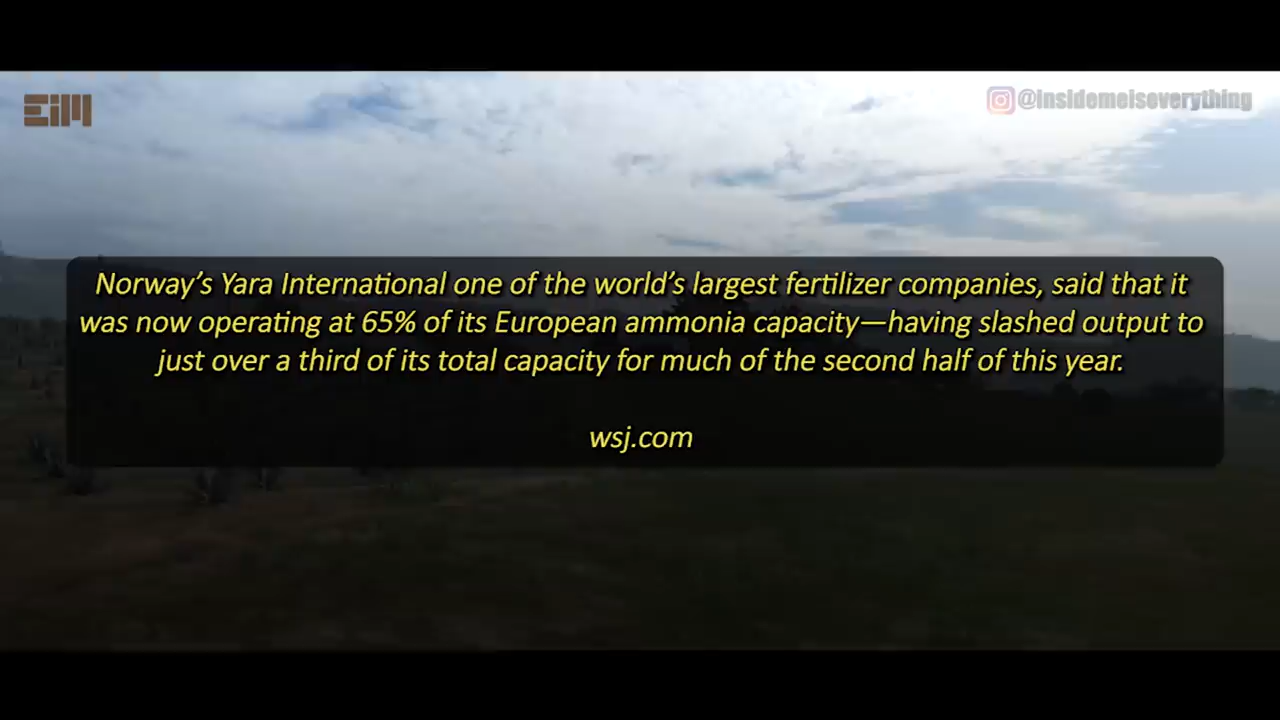 EiM
@insidemeiseverything
Norway’s Yara International one of the world’s largest fertilizer companies, said that it
was now operating at 65% of its European ammonia capacity—having slashed output to
just over a third of its total capacity for much of the second half of this year.
wsj.com